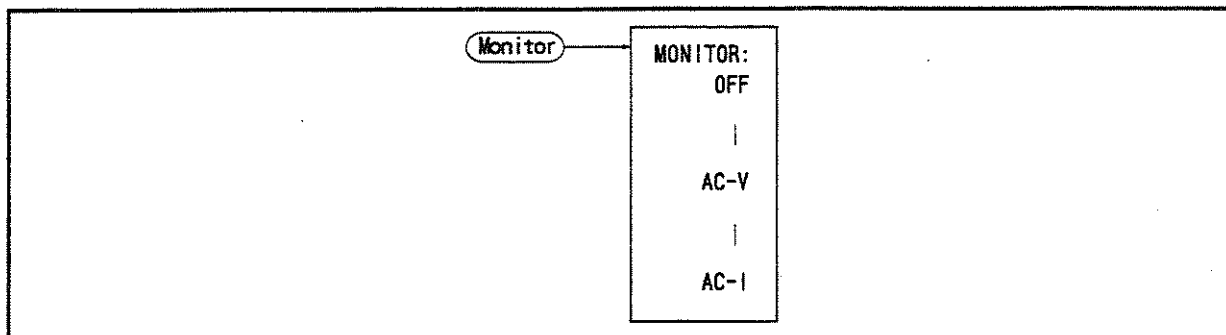 Monitor
MONITOR:
OFF
AC-V
AC-I